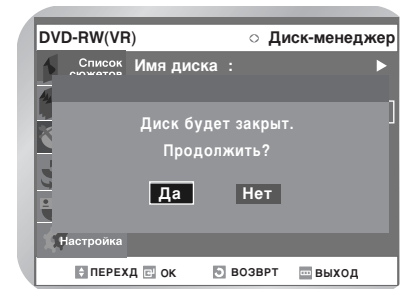 DVD-RW(VR) Диск-менеджер
Список сюжетов Имя диска :
Диск будет закрыт.
Продолжить?
Да Нет
Настройка
ПЕРЕХД ОК ВОЗВРТ ВЫХОД